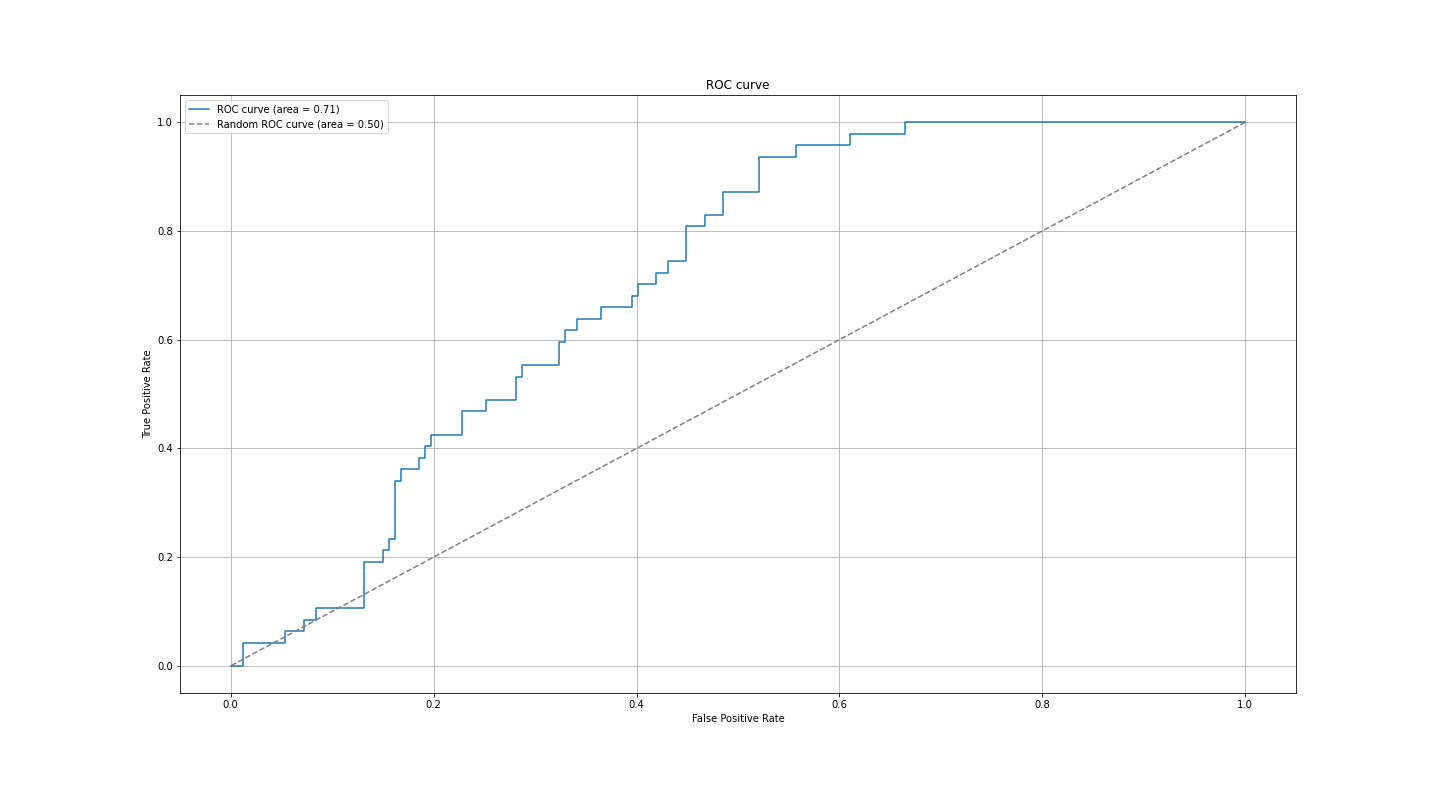 ROC curve
ROC curve (area = 0.71)
Random ROC curve (area = 0.50)
1.0
0.8
0.6
0.4
0.2
0.0
True Positive Rate
0.0 0.2 0.4 0.6 0.8 1.0
False Positive Rate